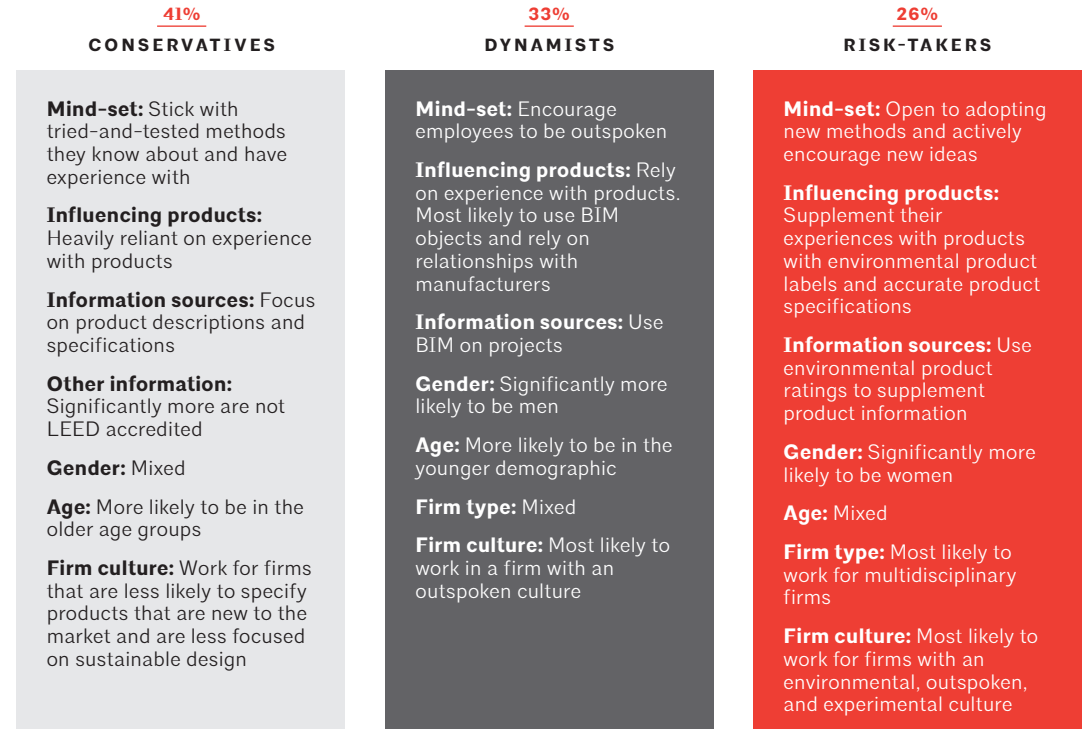 41%
CONSERVATIVES
Mind-set: Stick with
tried-and-tested methods
they know about and have
experience with
Influencing products:
Heavily reliant on experience
with products
Information sources: Focus
on product descriptions and
specifications
Other information:
Significantly more are not
LEED accredited
Gender: Mixed
Age: More likely to be in the
older age groups
Firm culture: Work for firms
that are less likely to specify
products that are new to the
market and are less focused
on sustainable design
33%
DYNAMISTS
Mind-set: Encourage
employees to be outspoken
Influencing products: Rely
on experience with products.
Most likely to use BIM
objects and rely on
relationships with
manufacturers
Information sources: Use
BIM on projects
Gender: Significantly more
likely to be men
Age: More likely to be in the
younger demographic
Firm type: Mixed
Firm culture: Most likely to
work in a firm with an
outspoken culture
26%
RISK-TAKERS
Mind-set: Open to adopting
new methods and actively
encourage new ideas
Influencing products:
Supplement their
experiences with products
with environmental product
labels and accurate product
specifications
Information sources: Use
environmental product
ratings to supplement
product information
Gender: Significantly more
likely to be women
Age: Mixed
Firm type: Most likely to
work for multidisciplinary
firms
Firm culture: Most likely to
work for firms with an
environmental, outspoken,
and experimental culture